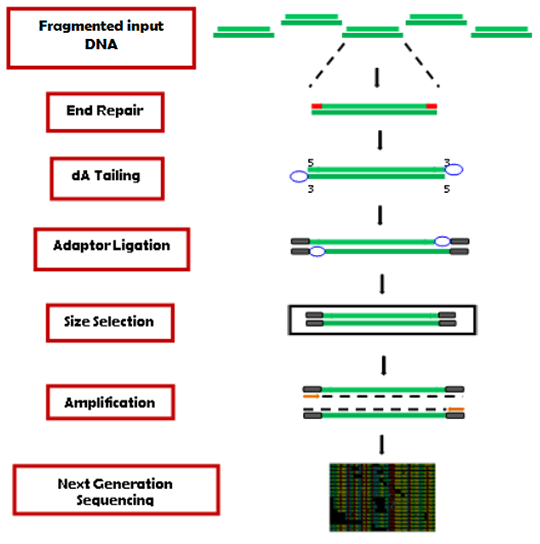 Fragmented input
DNA
End Repair
5 3
dA Tailing
3 5
Adaptor Ligation
Size Selection
Amplification
Next Generation
Sequencing